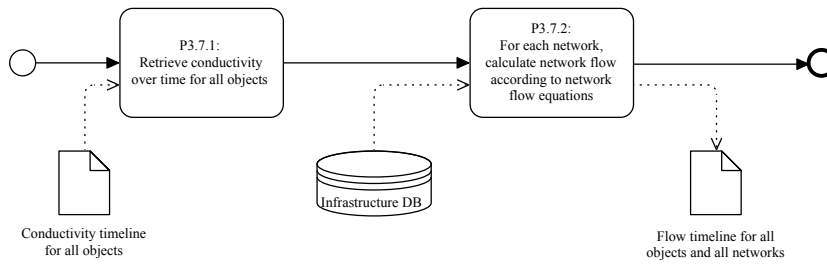 P3.7.1:
Retrieve conductivity
over time for all objects
P3.7.2:
For each network,
calculate network flow
according to network
flow equations
Infrastructure DB
Conductivity timeline
for all objects
Flow timeline for all
objects and all networks